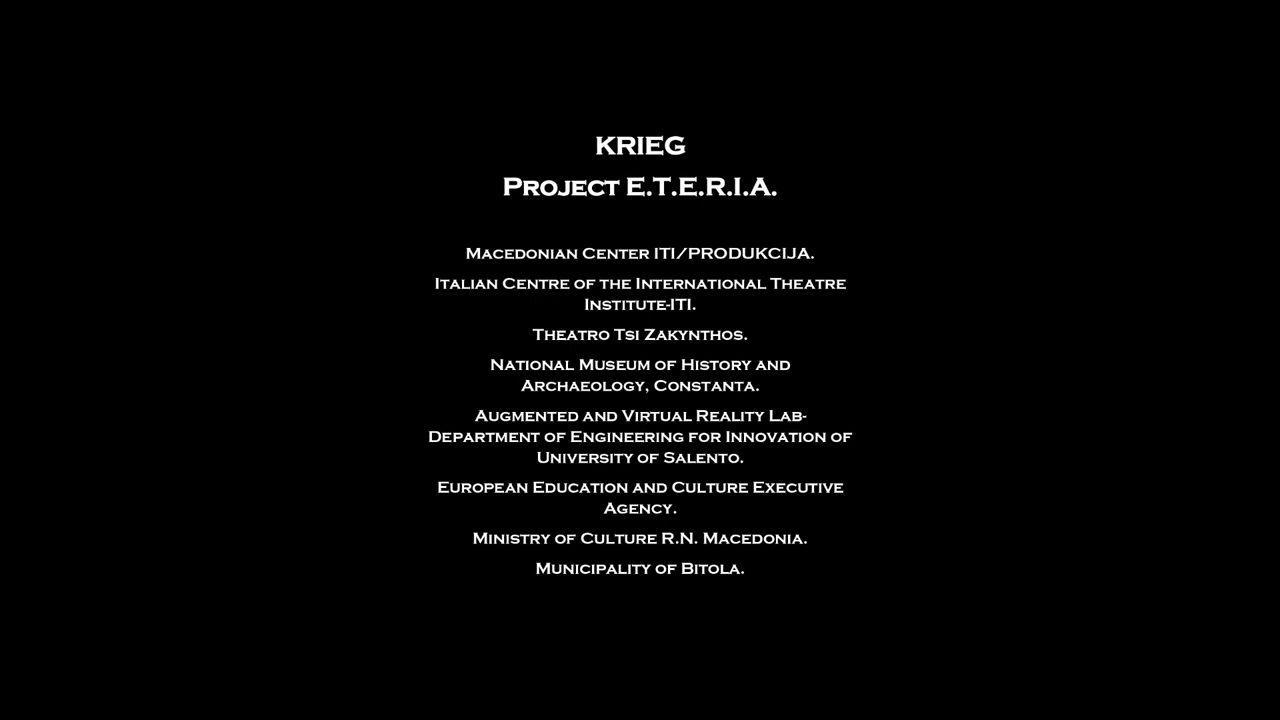 KRIEG
Project E.T.E.R.I.A.
Macedonian Center ITI/PRODUKCIJA.
Italian Centre of the International Theatre
Institute-ITI.
Theatro Tsi Zakynthos.
National Museum of History and
Archaeology, Constanta.
Augmented and Virtual Reality Lab-
Department of Engineering for Innovation of
University of Salento.
European Education and Culture Executive
Agency.
Ministry of Culture R.N. Macedonia.
Municipality of Bitola.